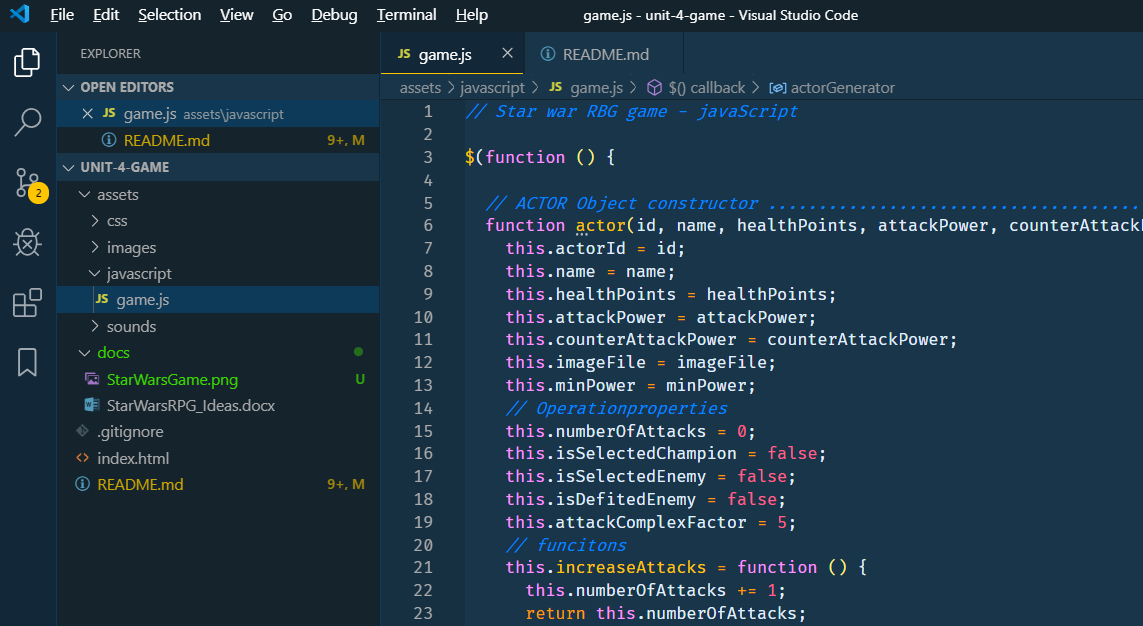 File Edit Selection View Go Debug Terminal Help game.js - unit-4-game - Visual Studio Code
EXPLORER
OPEN EDITORS
JS game.js assets\javascript
README.md 9+, M
UNIT-4-GAME
assets
css
images
javascript
JS game.js
sounds
docs
StarWarsGame.png U
StarWarsRPG_Ideas.docx
.gitignore
index.html
README.md 9+, M
2
JS game.js README.md
assets > javascript > JS game.js > $() callback > actorGenerator
1 // Star war RBG game - javaScript
2
3 $(function () {
4
5 // ACTOR Object constructor .....................................
6 function actor(id, name, healthPoints, attackPower, counterAttack
7 this.actorId = id;
8 this.name = name;
9 this.healthPoints = healthPoints;
10 this.attackPower = attackPower;
11 this.counterAttackPower = counterAttackPower;
12 this.imageFile = imageFile;
13 this.minPower = minPower;
14 // Operationproperties
15 this.numberOfAttacks = 0;
16 this.isSelectedChampion = false;
17 this.isSelectedEnemy = false;
18 this.isDefitedEnemy = false;
19 this.attackComplexFactor = 5;
20 // funcitons
21 this.increaseAttacks = function () {
22 this.numberOfAttacks += 1;
23 return this.numberOfAttacks;